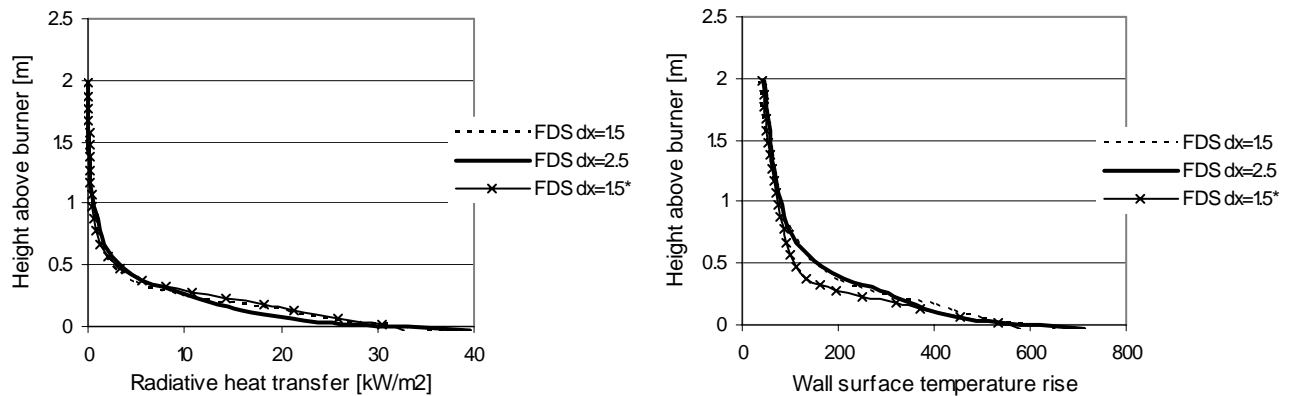 2.5
2
1.5
1
0.5
0
Height above burner [m]
0
10
20
30
40
Radiative heat transfer [kW/m2]
FDS dx=1.5
FDS dx=2.5
FDS dx=1.5*
2.5
2
1.5
1
0.5
0
Height above burner [m]
0
200
400
600
800
Wall surface temperature rise
FDS dx=1.5
FDS dx=2.5
FDS dx=1.5*